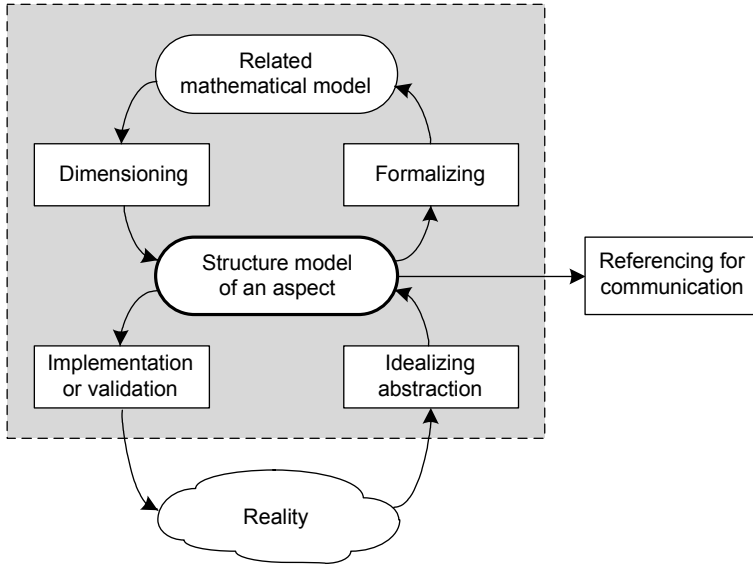 Related
mathematical model
Dimensioning
Formalizing
Structure model
of an aspect
Referencing for
communication
Implementation
or validation
Idealizing
abstraction
Reality